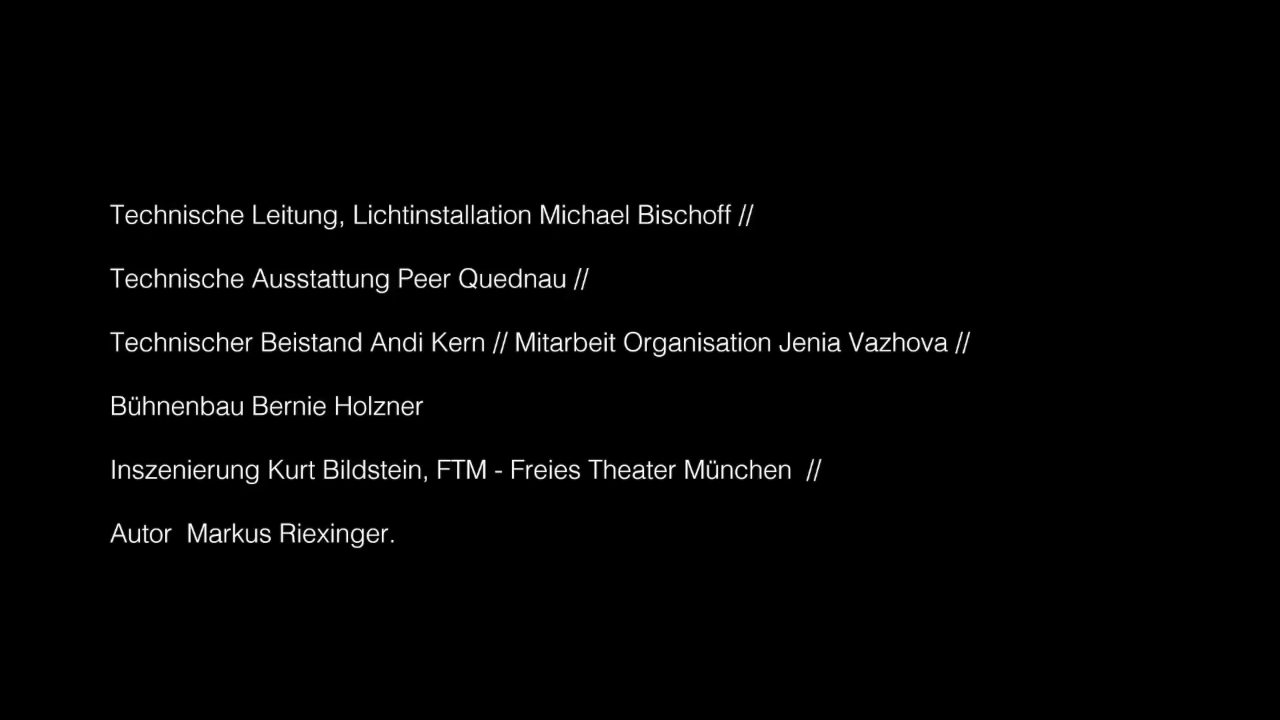 Technische Leitung, Lichtinstallation Michael Bischoff //
Technische Ausstattung Peer Quednau //
Technischer Beistand Andi Kern // Mitarbeit Organisation Jenia Vazhova //
Bühnenbau Bernie Holzner
Inszenierung Kurt Bildstein, FTM - Freies Theater München  //
Autor  Markus Riexinger.